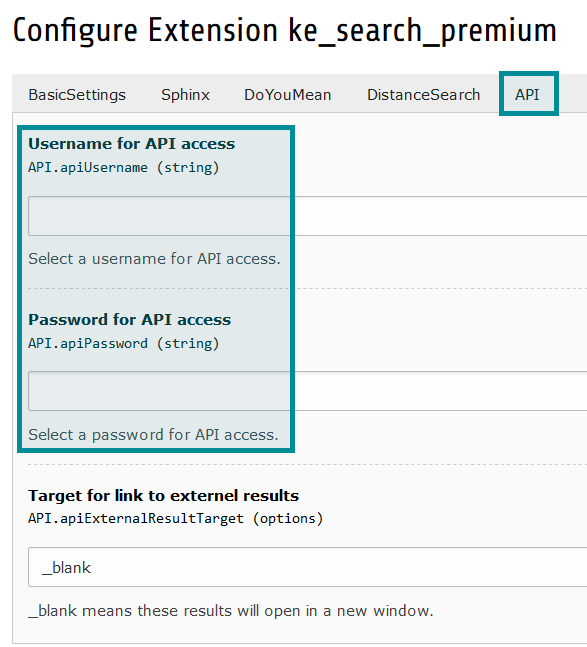 Configure Extension ke_search_premium
BasicSettings Sphinx DoYouMean DistanceSearch API
Username for API access
API.apiUsername (string)
Select a username for API access.
Password for API access
API.apiPassword (string)
Select a password for API access.
Target for link to externel results
API.apiExternalResultTarget (options)
_blank
_blank means these results will open in a new window.